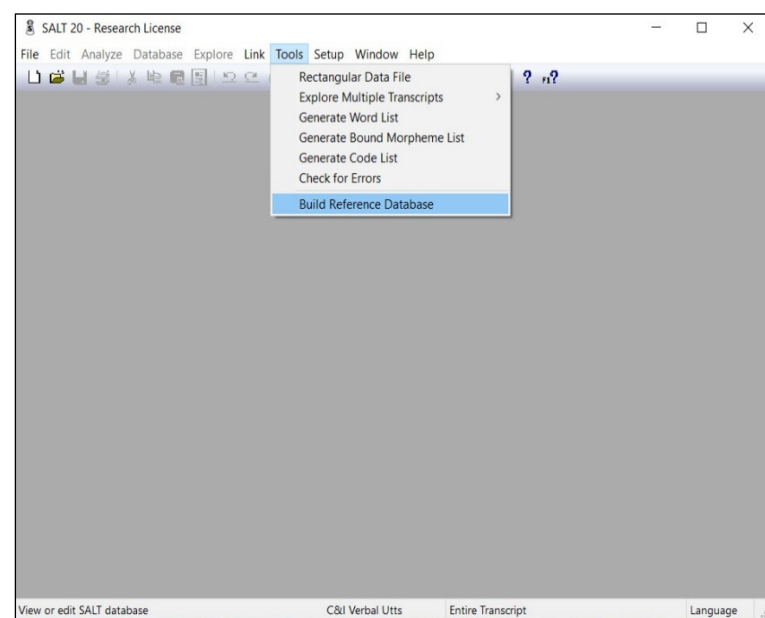 SALT 20 - Research License
File Edit Analyze Database Explore Link Tools Setup Window Help
? F1?
Rectangular Data File
Explore Multiple Transcripts
Generate Word List
Generate Bound Morpheme List
Generate Code List
Check for Errors
Build Reference Database
View or edit SALT database C&I Verbal Utts Entire Transcript Language